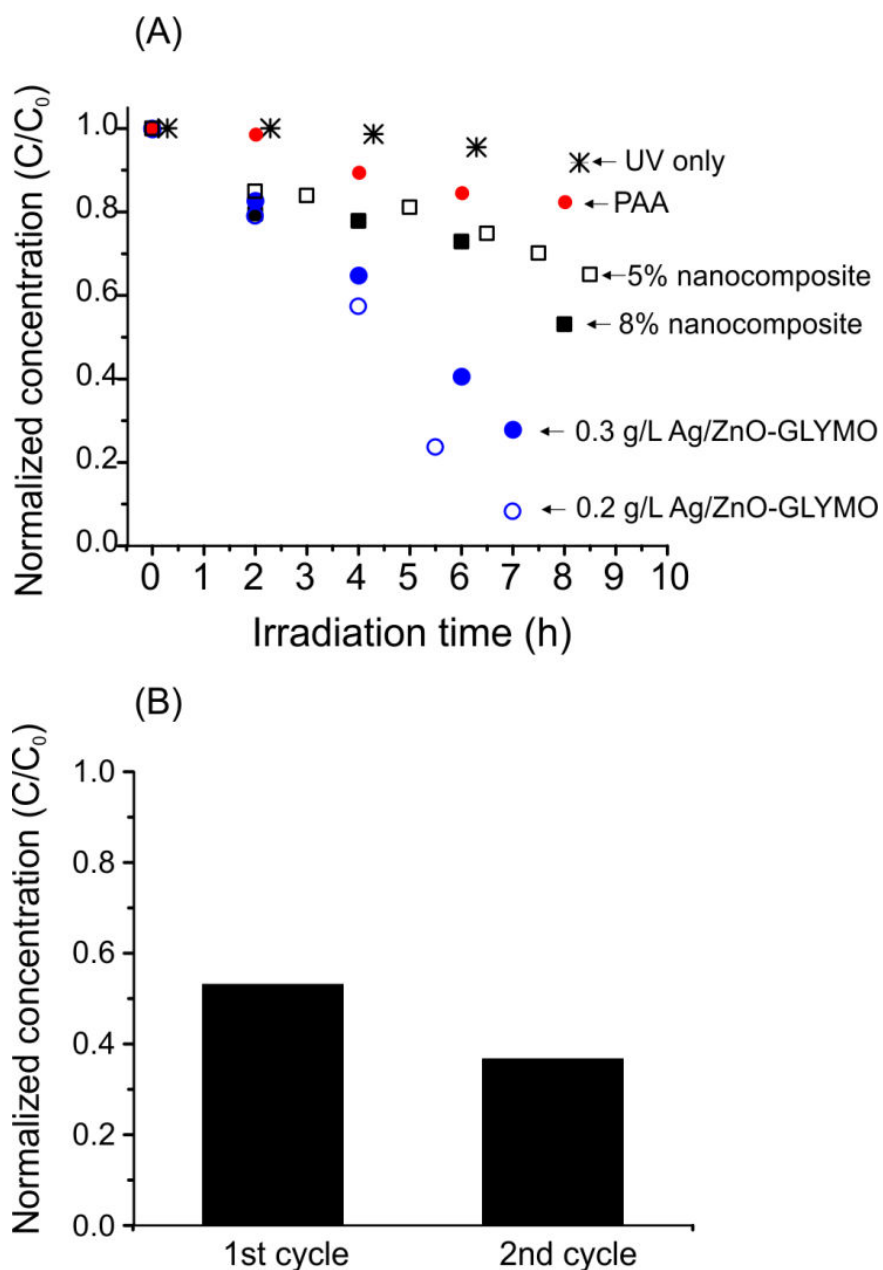 (A)
Normalized concentration (C/C₀)
1.0
0.8
0.6
0.4
0.2
0.0
UV only
PAA
5% nanocomposite
8% nanocomposite
0.3 g/L Ag/ZnO-GLYMO
0.2 g/L Ag/ZnO-GLYMO
0 1 2 3 4 5 6 7 8 9 10
Irradiation time (h)
(B)
Normalized concentration (C/C₀)
1.0
0.8
0.6
0.4
0.2
0.0
1st cycle 2nd cycle